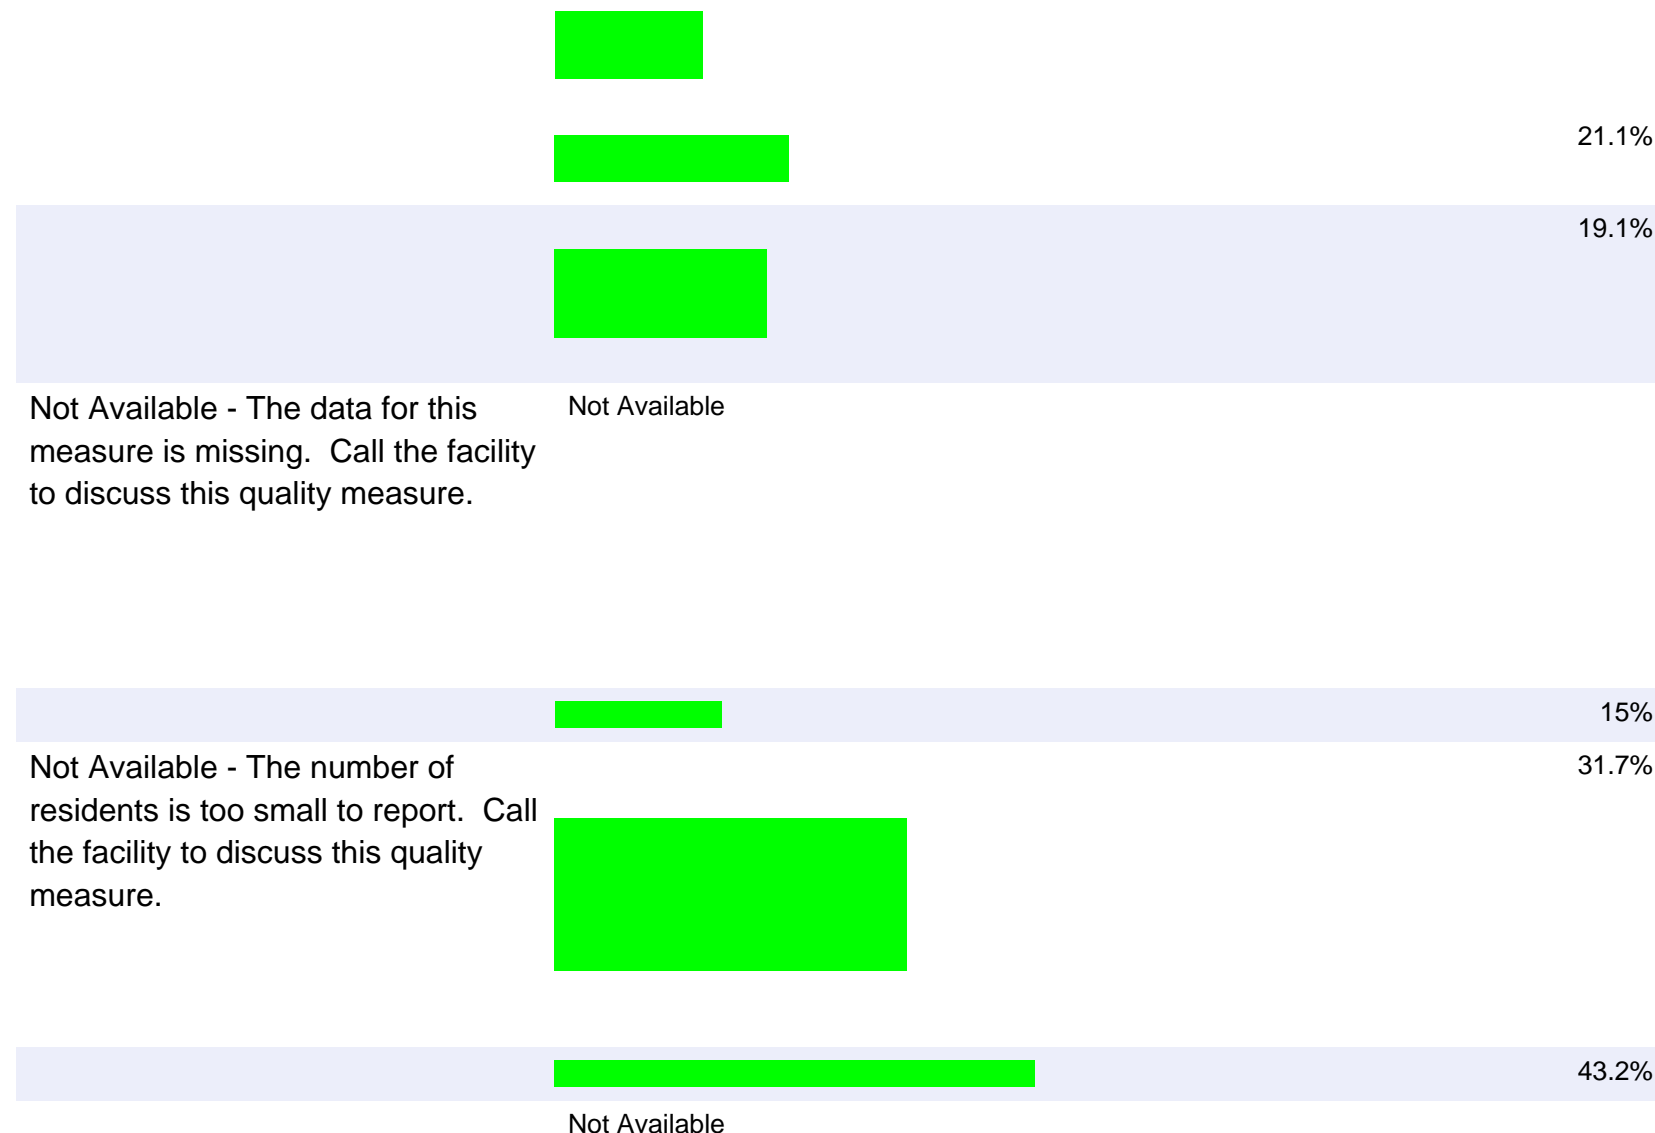 21.1%
19.1%
Not Available - The data for this
measure is missing.  Call the facility
to discuss this quality measure.
Not Available
15%
Not Available - The number of
residents is too small to report.  Call
the facility to discuss this quality
measure.
31.7%
43.2%
Not Available